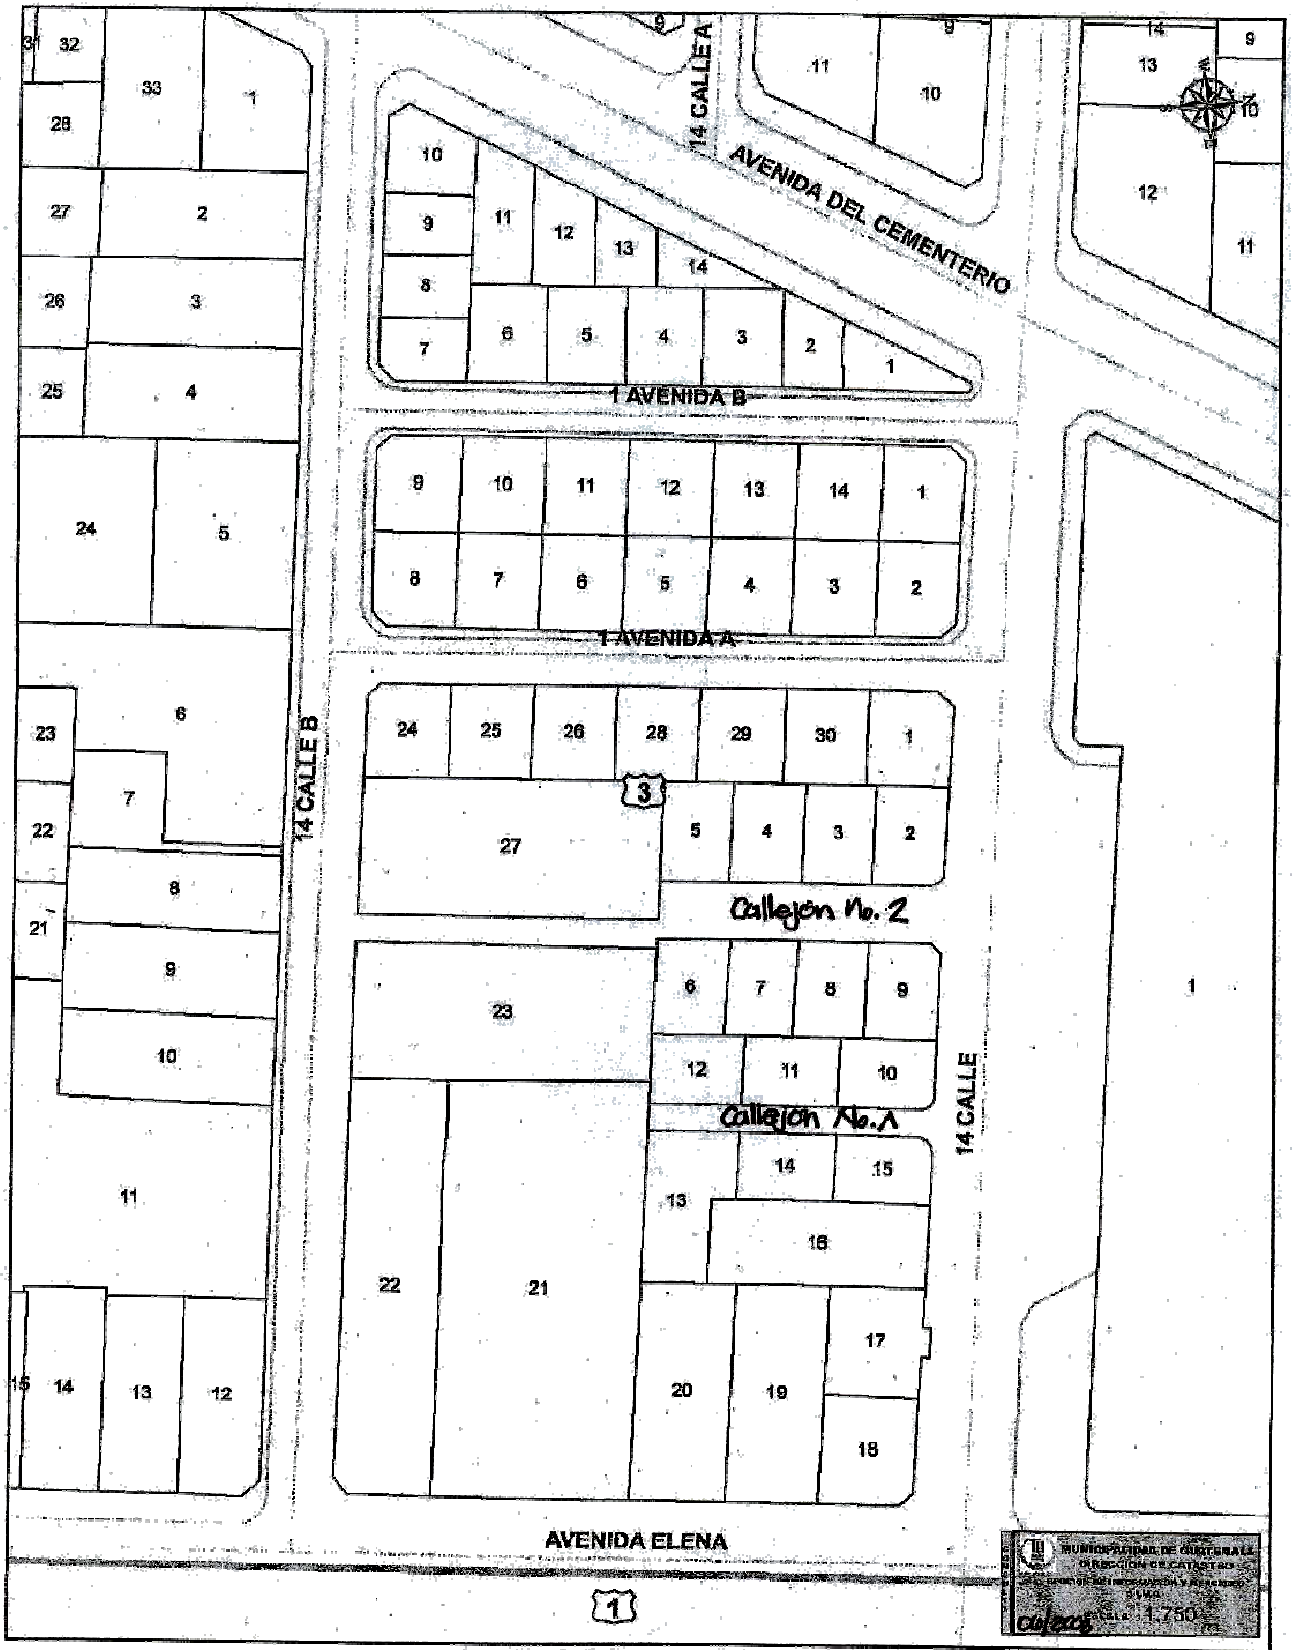 31 32 33 1 9 14 CALLE A 11 9 10 14 13 9
28 10 W S N 10
27 2 9 11 12 13 14 AVENIDA DEL CEMENTERIO 12 11
26 3 8 6 5 4 3 2 1
25 4 7
1 AVENIDA B
24 5 9 10 11 12 13 14 1
8 7 6 5 4 3 2
1 AVENIDA A
6 24 25 26 28 29 30 1
23 7 14 CALLE B 3
22 27 5 4 3 2
8
21 Callejón No. 2
9 23 6 7 8 9 1
10 12 11 10
Callejón No. 1 14 CALLE
11 13 14 15
16
22 21
17
15 14 13 12 20 19
18
AVENIDA ELENA
MUNICIPALIDAD DE GUATEMALA
DIRECCION DE CATASTRO
1
1:750